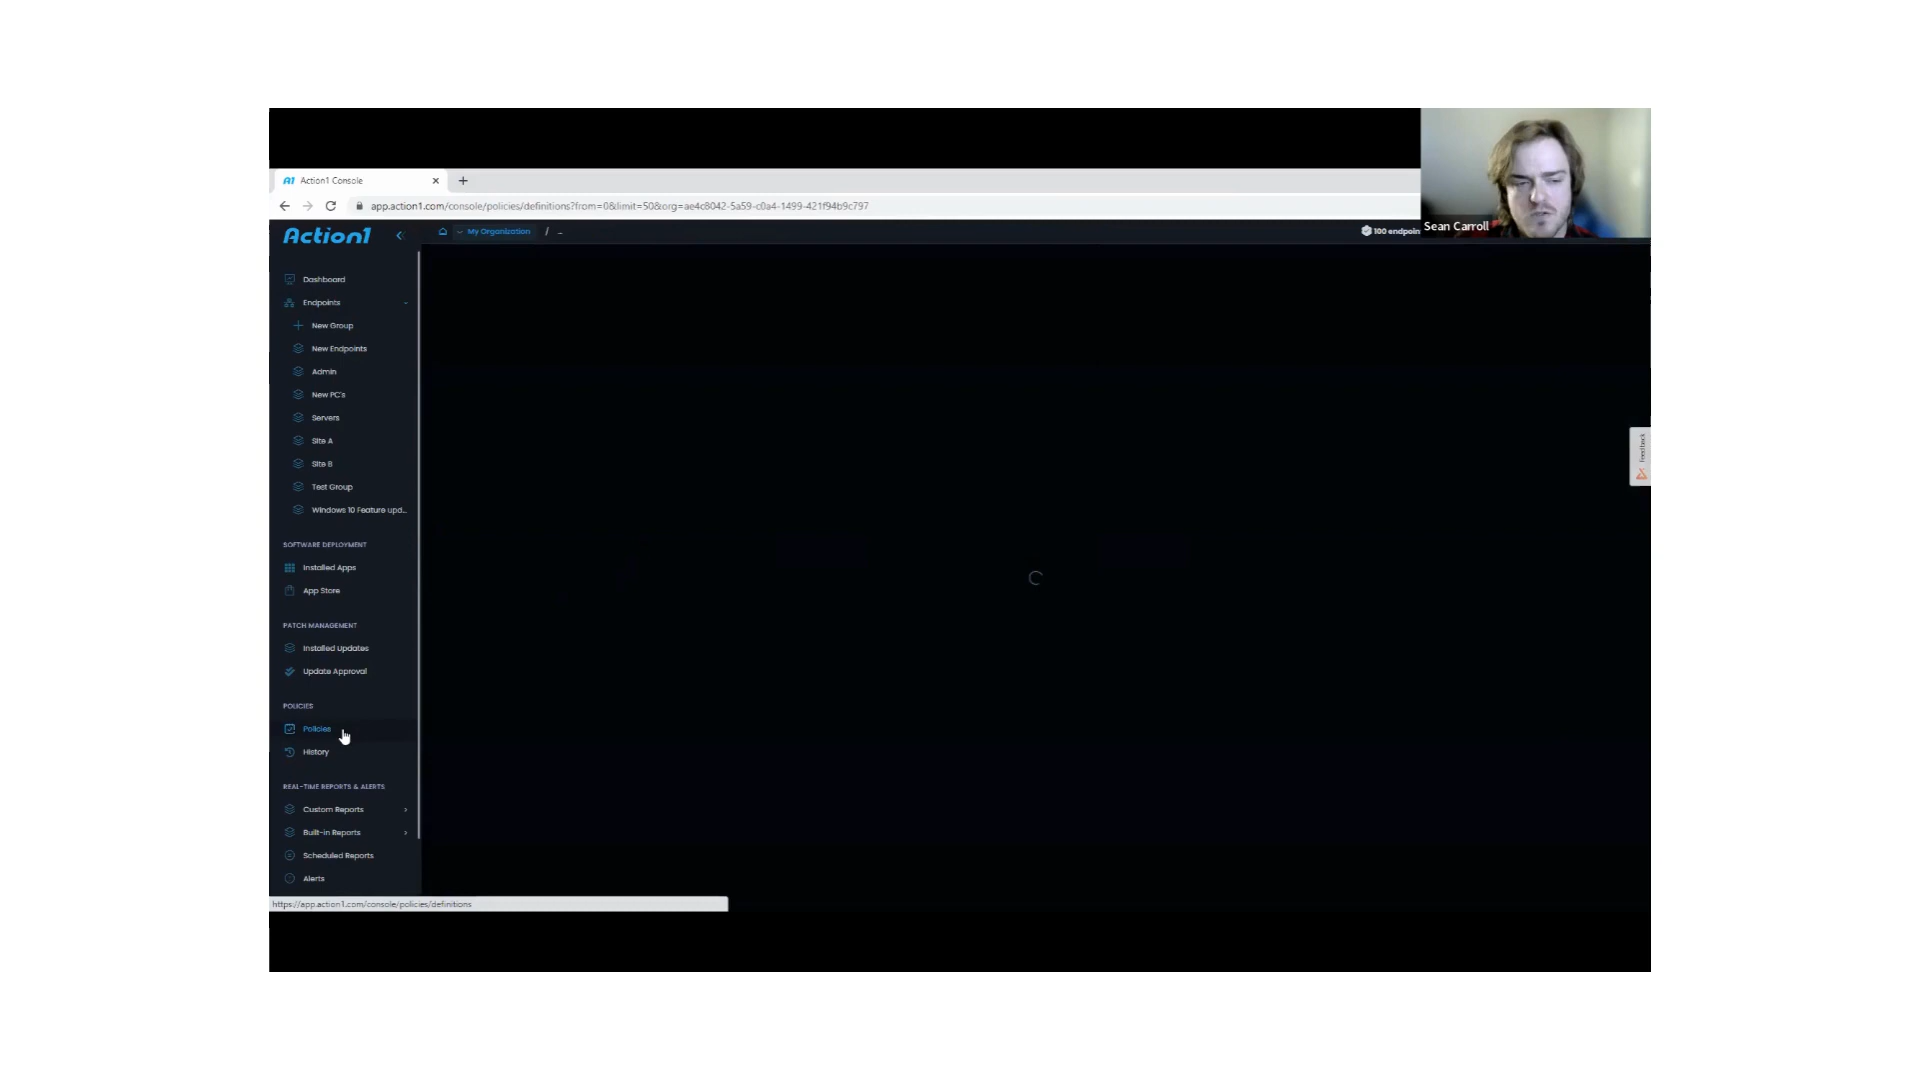 A1 Action1 Console
app.action1.com/console/policies/definitions?from=0&limit=50&org=ae4c8042-5a59-c0a4-1499-421f94b9c797
Sean Carroll
Action1
My Organization / ..
100 endpoin
Dashboard
Endpoints
New Group
New Endpoints
Admin
New PC's
Servers
Site A
Site B
Test Group
Windows 10 Feature upd...
SOFTWARE DEPLOYMENT
Installed Apps
App Store
PATCH MANAGEMENT
Installed Updates
Update Approval
POLICIES
Policies
History
REAL-TIME REPORTS & ALERTS
Custom Reports
Built-in Reports
Scheduled Reports
Alerts
https://app.action1.com/console/policies/definitions
Feedback